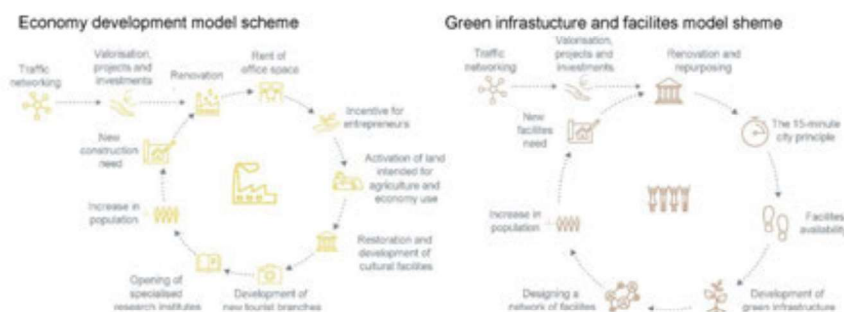 Economy development model scheme
Traffic
networking
Valorisation,
projects and
investments
Renovation
Rent of
office space
Incentive for
entrepreneurs
Activation of land
intended for
agriculture and
economy use
Restoration and
development of
cultural facilites
Development of
new tourist branches
Opening of
specialised
research institutes
Increase in
population
New
construction
need
Green infrastucture and facilites model sheme
Traffic
networking
Valorisation,
projects and
investments
Renovation and
repurposing
The 15-minute
city principle
Facilites
availability
Development of
green infrastructure
Designing a
network of facilites
Increase in
population
New
facilites
need